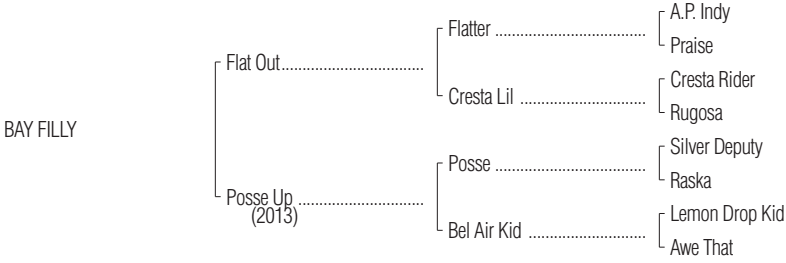 A.P. Indy
Flatter ....................................
Praise
Flat Out..................................
Cresta Rider
Cresta Lil ..............................
Rugosa
BAY FILLY
Silver Deputy
Posse ....................................
Raska
Posse Up ..............................
(2013)
Lemon Drop Kid
Bel Air Kid ............................
Awe That